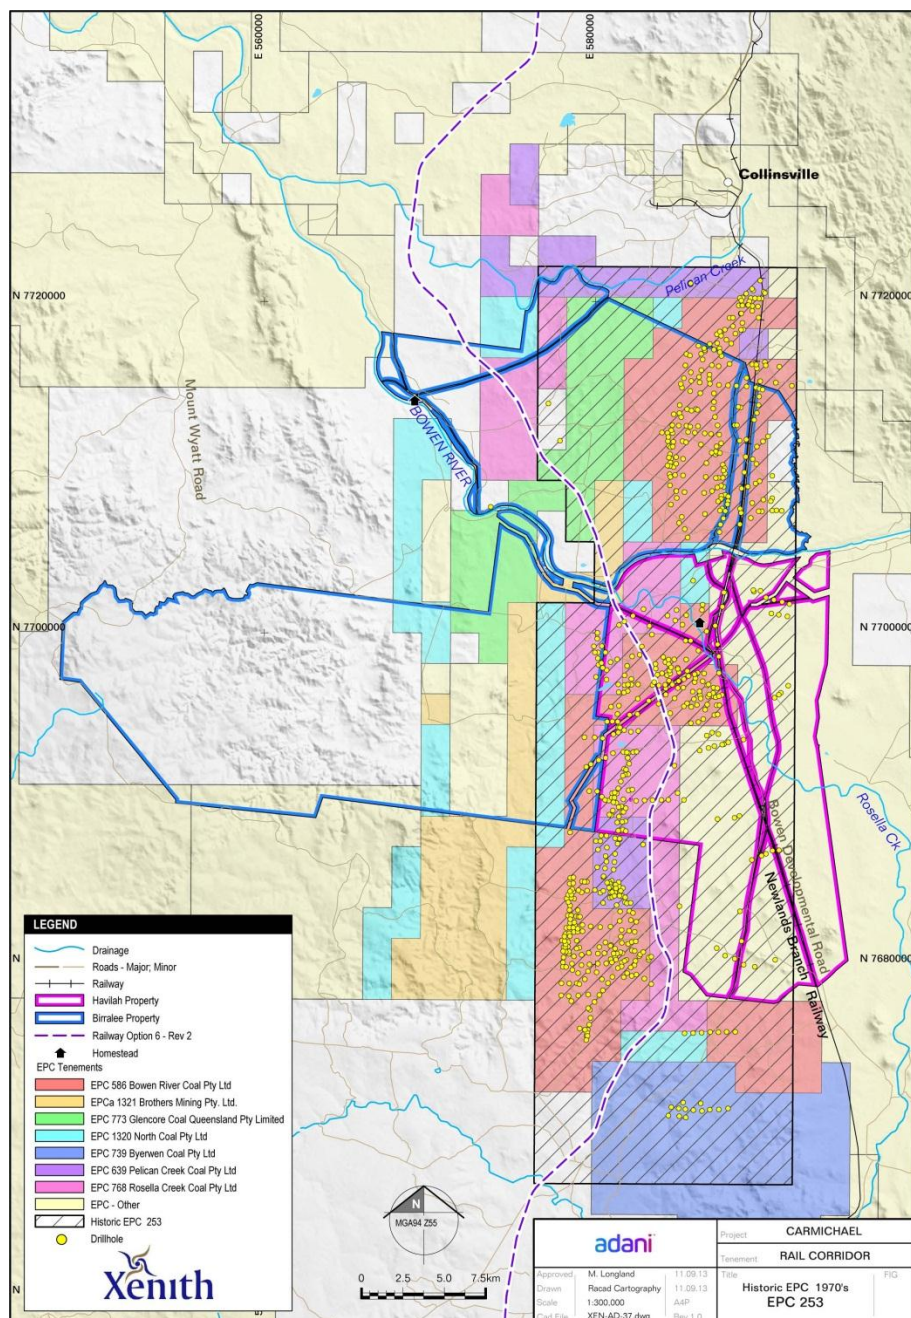 E 560000
E 580000
Collinsville
N 7720000
Pelican Creek
N 7720000
Mount Wyatt Road
BOWEN RIVER
N 7700000
N 7700000
Rosella Ck
Bowen Developmental Road
Newlands Branch Railway
LEGEND
Drainage
Roads - Major; Minor
Railway
Havilah Property
Birralee Property
Railway Option 6 - Rev 2
Homestead
EPC Tenements
EPC 586 Bowen River Coal Pty Ltd
EPCa 1321 Brothers Mining Pty. Ltd.
EPC 773 Glencore Coal Queensland Pty Limited
EPC 1320 North Coal Pty Ltd
EPC 739 Byerwen Coal Pty Ltd
EPC 639 Pelican Creek Coal Pty Ltd
EPC 768 Rosella Creek Coal Pty Ltd
EPC - Other
Historic EPC 253
Drillhole
Xenith
N
N 7680000
N
N
MGA94 Z55
0 2.5 5.0 7.5km
adani
Project CARMICHAEL
Tenement RAIL CORRIDOR
Approved M. Longland 11.09.13
Drawn Racad Cartography 11.09.13
Scale 1:300,000 A4P
Cad File XEN-AD-37.dwg Rev 1.0
Title
FIG
Historic EPC 1970's
EPC 253